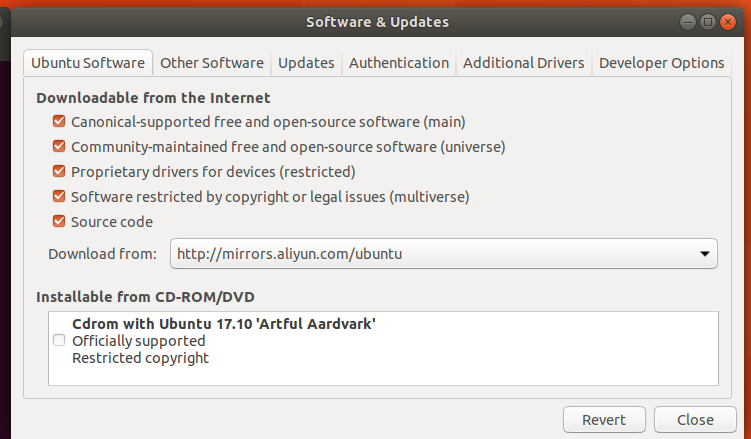 Software & Updates
Ubuntu Software Other Software Updates Authentication Additional Drivers Developer Options
Downloadable from the Internet
Canonical-supported free and open-source software (main)
Community-maintained free and open-source software (universe)
Proprietary drivers for devices (restricted)
Software restricted by copyright or legal issues (multiverse)
Source code
Download from: http://mirrors.aliyun.com/ubuntu
Installable from CD-ROM/DVD
Cdrom with Ubuntu 17.10 'Artful Aardvark'
Officially supported
Restricted copyright
Revert Close